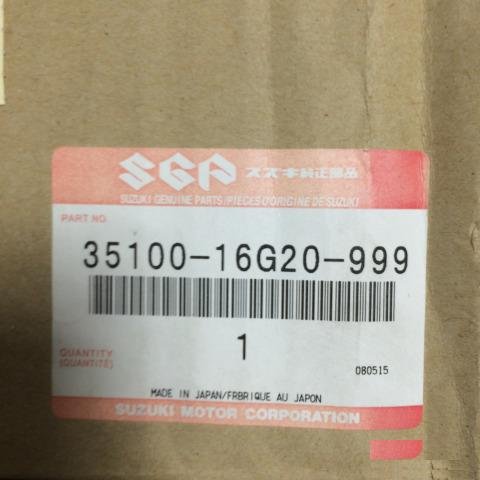 SGP スズキ純正部品
SUZUKI GENUINE PARTS/PIECES D'ORIGINE DE SUZUKI
PART NO.
35100-16G20-999
1
QUANTITY
(QUANTITÉ)
080515
MADE IN JAPAN/FRBRIQUE AU JAPON
SUZUKI MOTOR CORPORATION